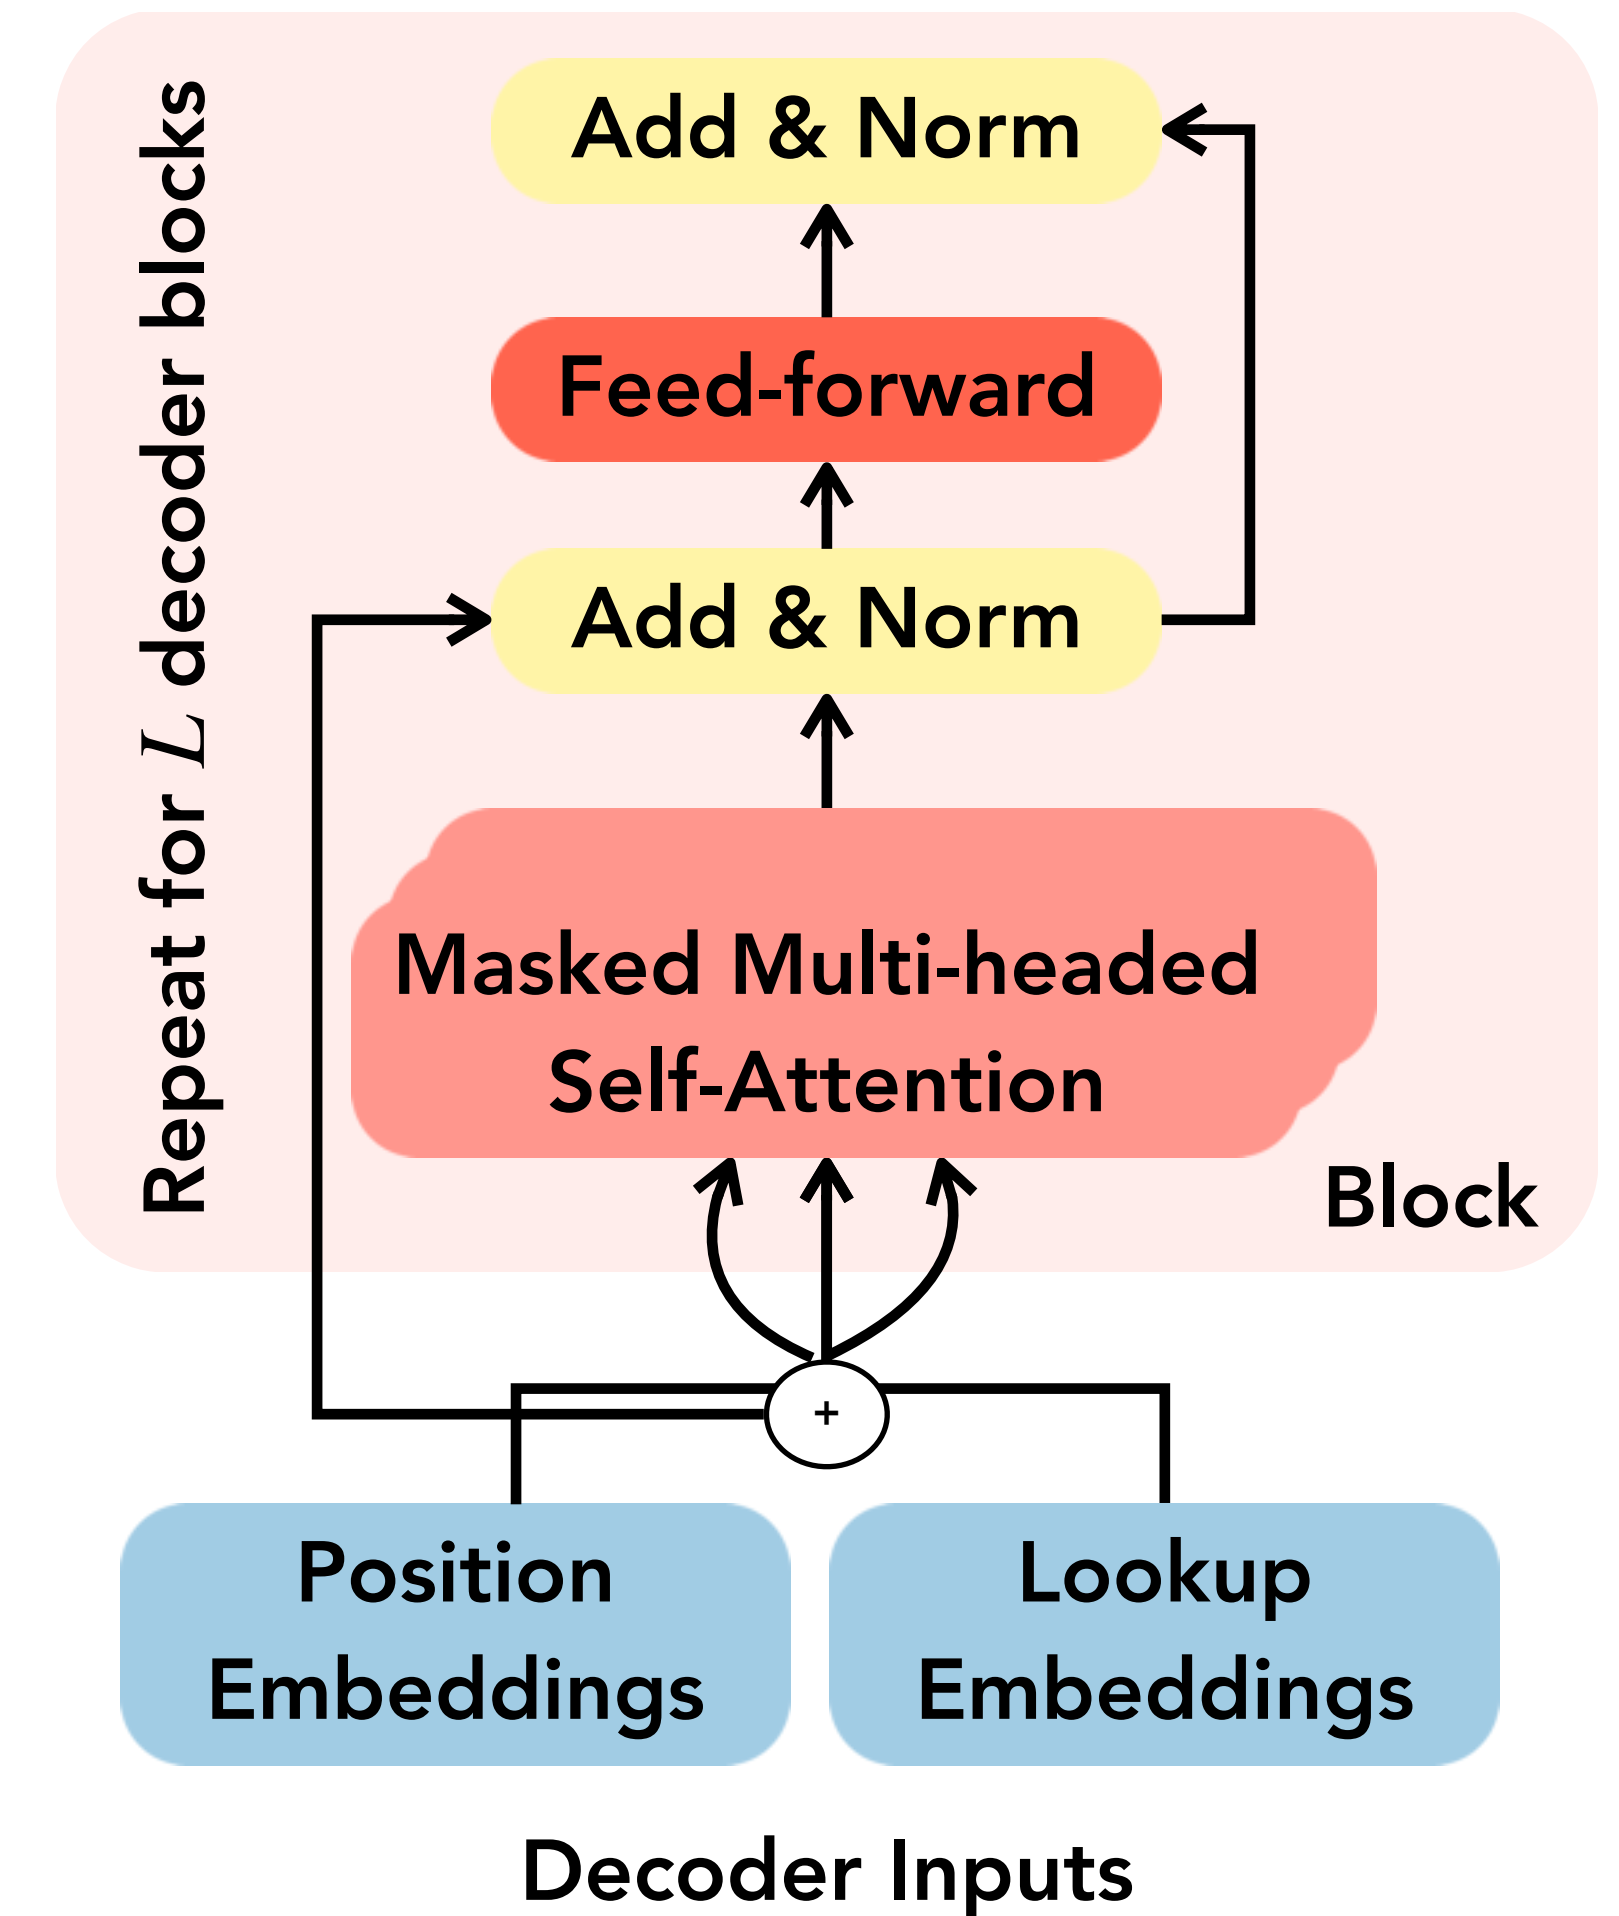 Repeat for L decoder blocks
Add & Norm
Feed-forward
Add & Norm
Masked Multi-headed
Self-Attention
Block
+
Position
Embeddings
Lookup
Embeddings
Decoder Inputs